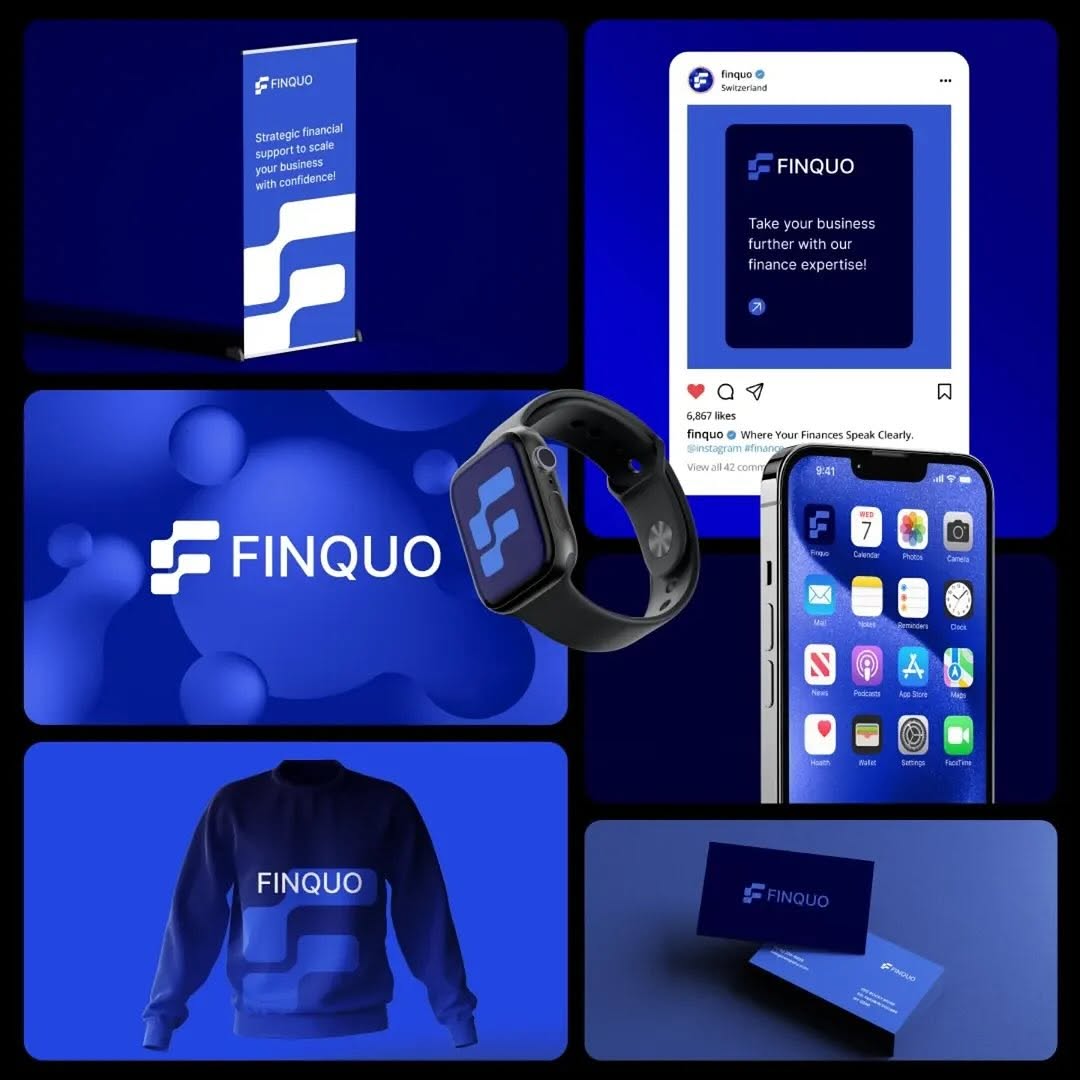 FINQUO
Strategic financial
support to scale
your business
with confidence!
finquo
Switzerland
FINQUO
Take your business
further with our
finance expertise!
6,867 likes
finquo Where Your Finances Speak Clearly.
@instagram #finance
View all 42
FINQUO
9:41
WED
7
Finquo
Calendar
Photos
Camera
Mail
Notes
Reminders
Clock
News
Podcasts
App Store
Maps
Health
Wallet
Settings
FaceTime
FINQUO
FINQUO
FINQUO